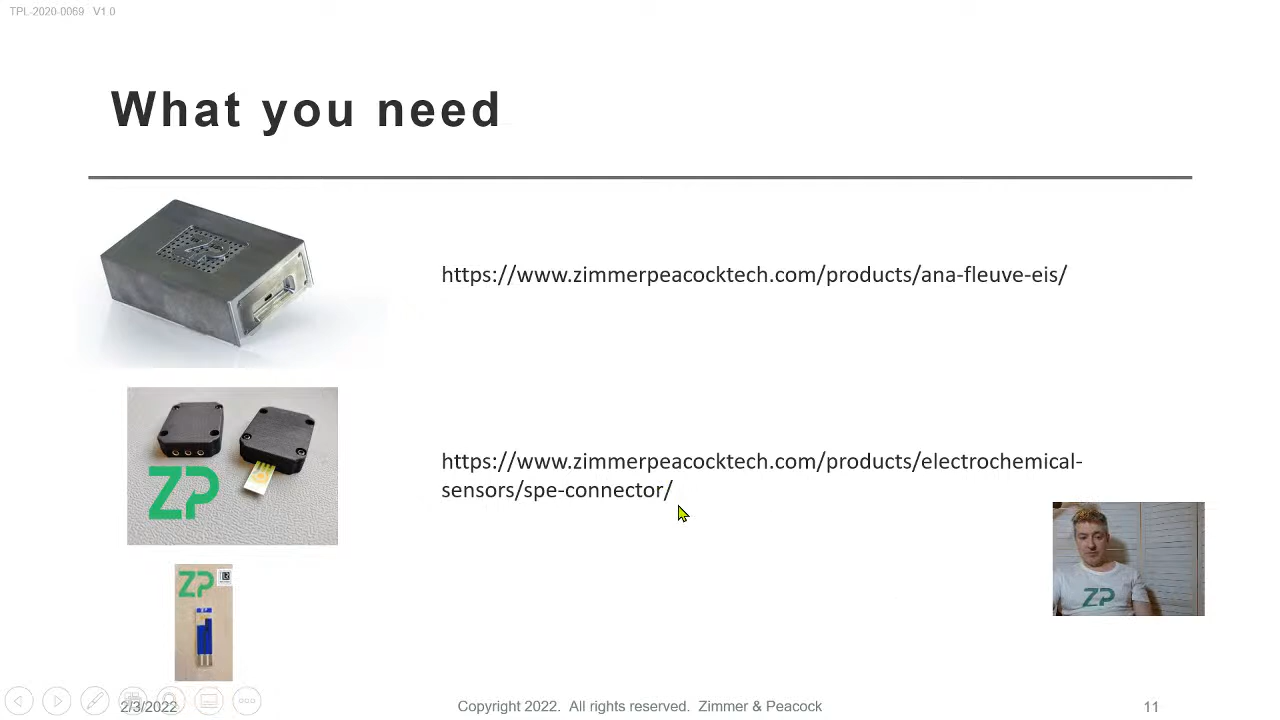 TPL-2020-0069 V1.0
What you need
ZP
https://www.zimmerpeacocktech.com/products/ana-fleuve-eis/
ZP
https://www.zimmerpeacocktech.com/products/electrochemical-
sensors/spe-connector/
ZP
ZP
2/3/2022
Copyright 2022. All rights reserved. Zimmer & Peacock
11